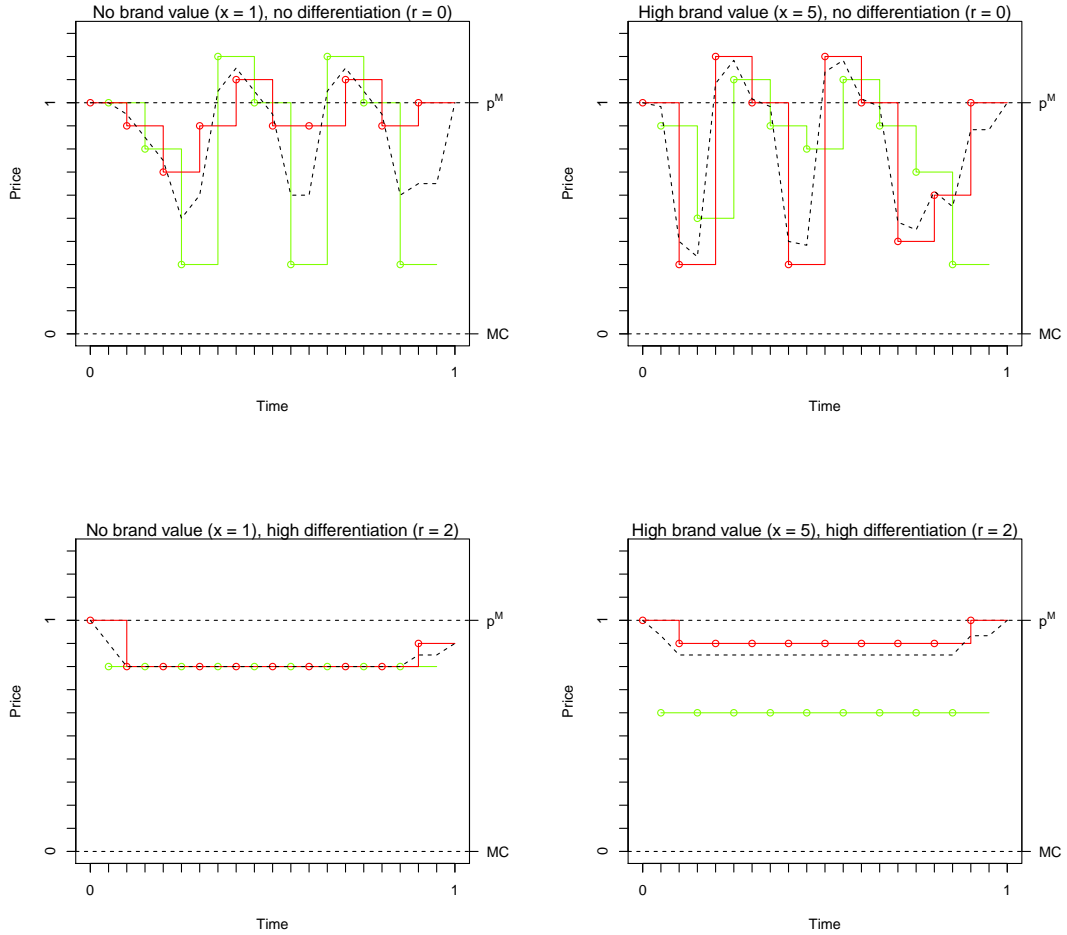 No brand value (x = 1), no differentiation (r = 0)
Price
1
0
p^M
MC
0 1
Time
High brand value (x = 5), no differentiation (r = 0)
Price
1
0
p^M
MC
0 1
Time
No brand value (x = 1), high differentiation (r = 2)
Price
1
0
p^M
MC
0 1
Time
High brand value (x = 5), high differentiation (r = 2)
Price
1
0
p^M
MC
0 1
Time